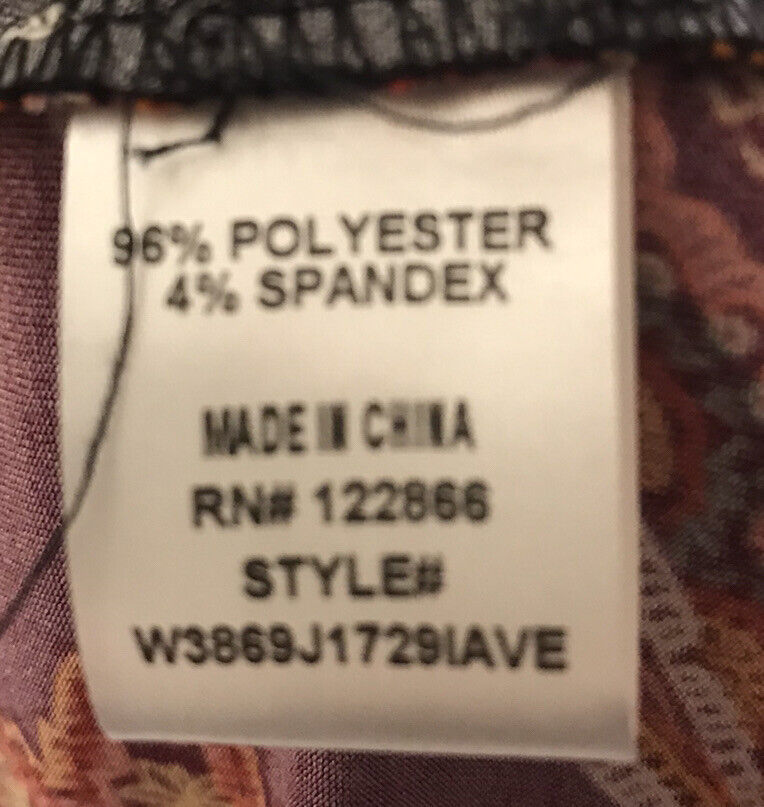 96% POLYESTER
4% SPANDEX
MADE IN CHINA
RN# 122866
STYLE#
W3869J1729IAVE